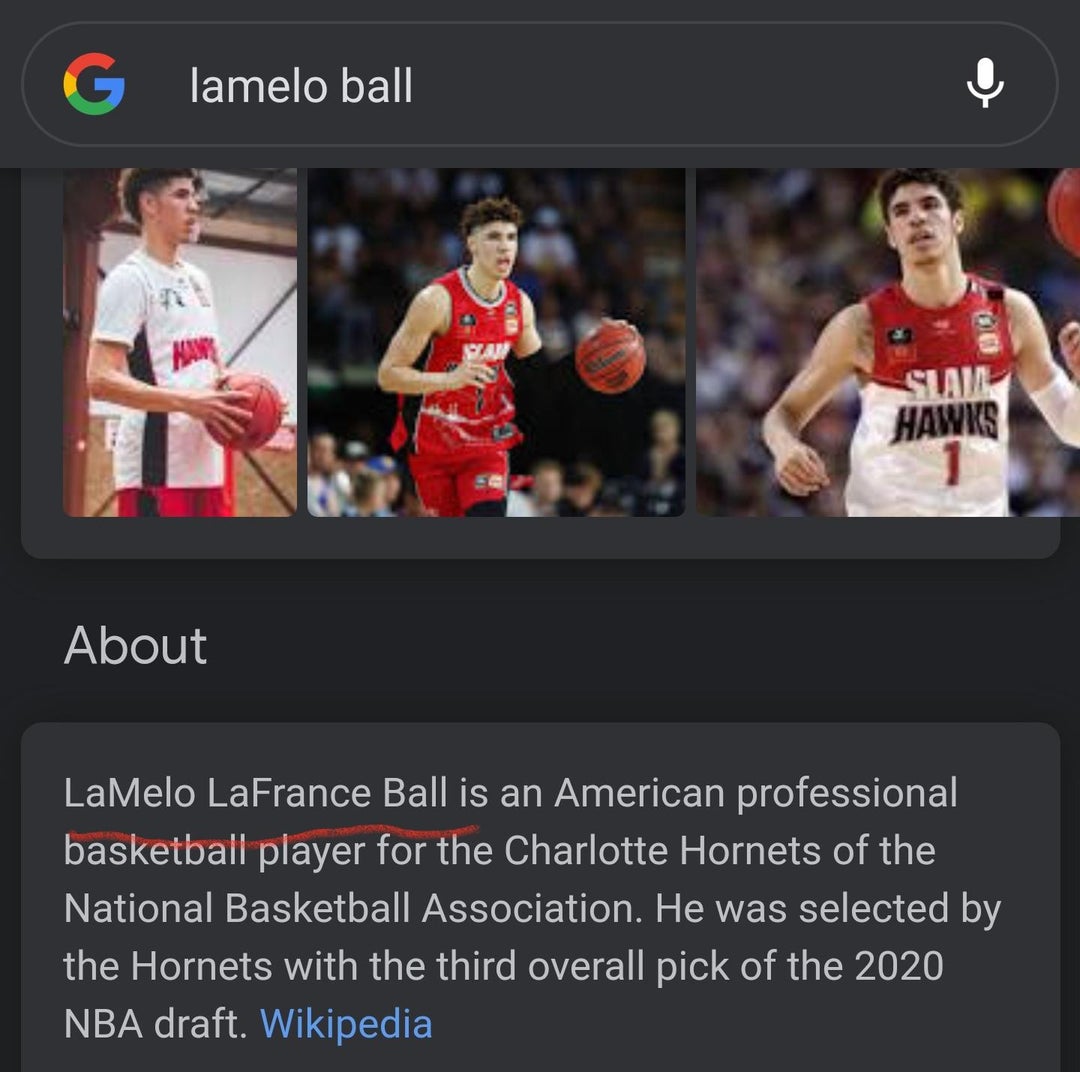 lamelo ball
HAWK
SLAM
SLAM
HAWKS
1
About
LaMelo LaFrance Ball is an American professional
basketball player for the Charlotte Hornets of the
National Basketball Association. He was selected by
the Hornets with the third overall pick of the 2020
NBA draft. Wikipedia